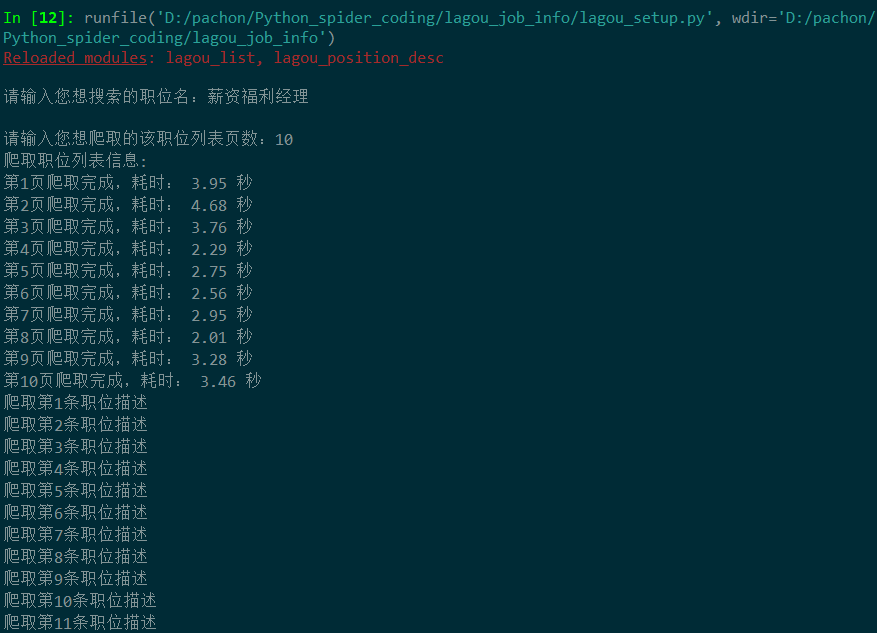 In [12]: runfile('D:/pachon/Python_spider_coding/lagou_job_info/lagou_setup.py', wdir='D:/pachon/
Python_spider_coding/lagou_job_info')
Reloaded modules: lagou_list, lagou_position_desc
请输入您想搜索的职位名：薪资福利经理
请输入您想爬取的该职位列表页数：10
爬取职位列表信息:
第1页爬取完成，耗时： 3.95 秒
第2页爬取完成，耗时： 4.68 秒
第3页爬取完成，耗时： 3.76 秒
第4页爬取完成，耗时： 2.29 秒
第5页爬取完成，耗时： 2.75 秒
第6页爬取完成，耗时： 2.56 秒
第7页爬取完成，耗时： 2.95 秒
第8页爬取完成，耗时： 2.01 秒
第9页爬取完成，耗时： 3.28 秒
第10页爬取完成，耗时： 3.46 秒
爬取第1条职位描述
爬取第2条职位描述
爬取第3条职位描述
爬取第4条职位描述
爬取第5条职位描述
爬取第6条职位描述
爬取第7条职位描述
爬取第8条职位描述
爬取第9条职位描述
爬取第10条职位描述
爬取第11条职位描述